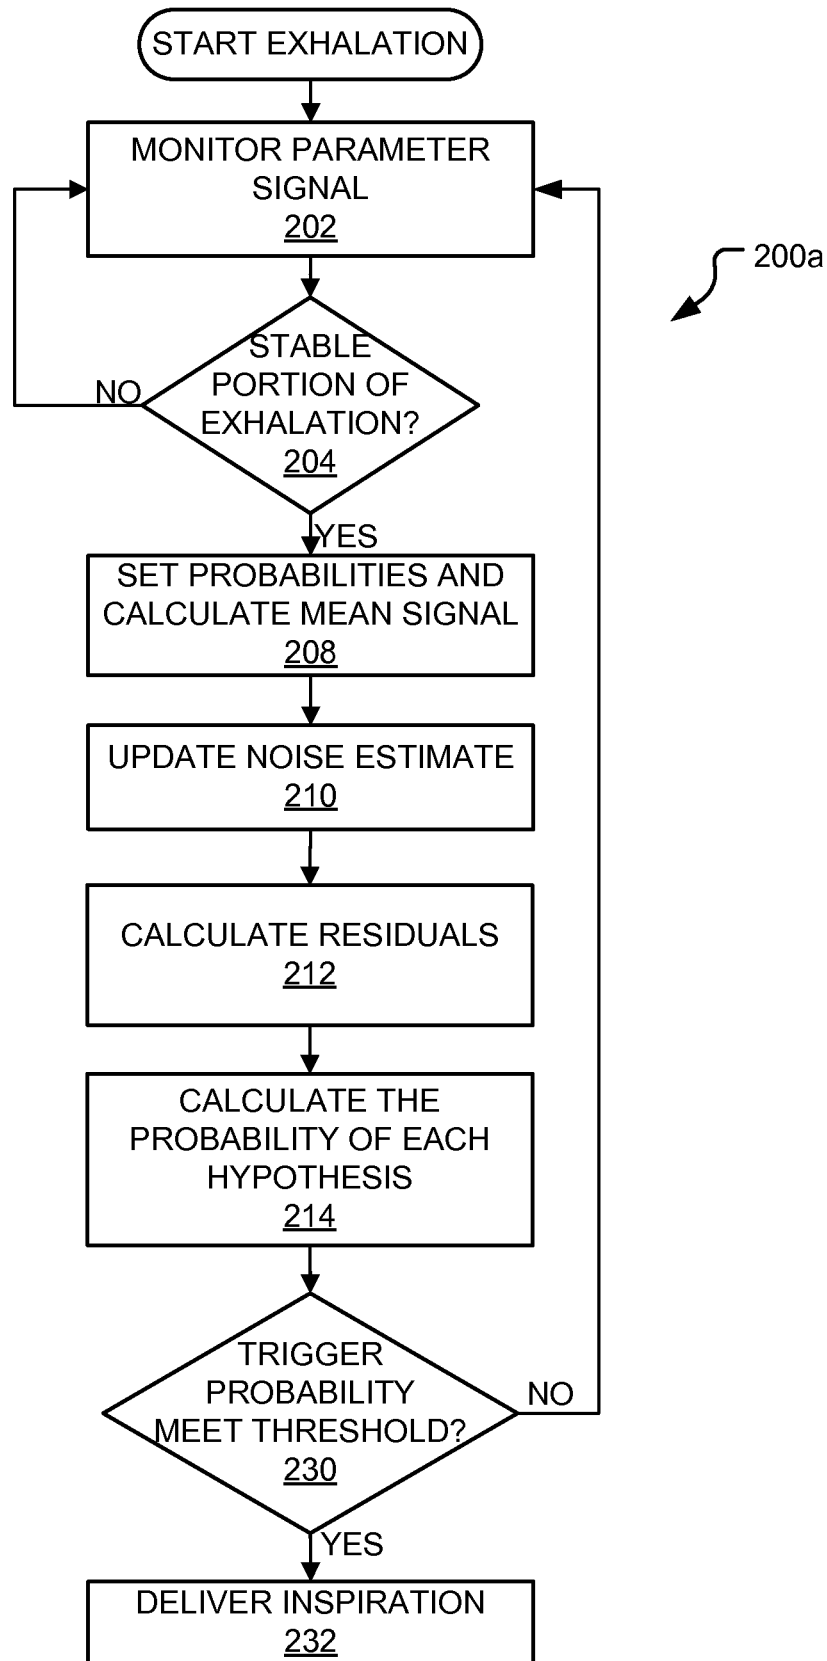 START EXHALATION
MONITOR PARAMETER
SIGNAL
202
200a
STABLE
PORTION OF
EXHALATION?
204
NO
YES
SET PROBABILITIES AND
CALCULATE MEAN SIGNAL
208
UPDATE NOISE ESTIMATE
210
CALCULATE RESIDUALS
212
CALCULATE THE
PROBABILITY OF EACH
HYPOTHESIS
214
TRIGGER
PROBABILITY
MEET THRESHOLD?
230
NO
YES
DELIVER INSPIRATION
232